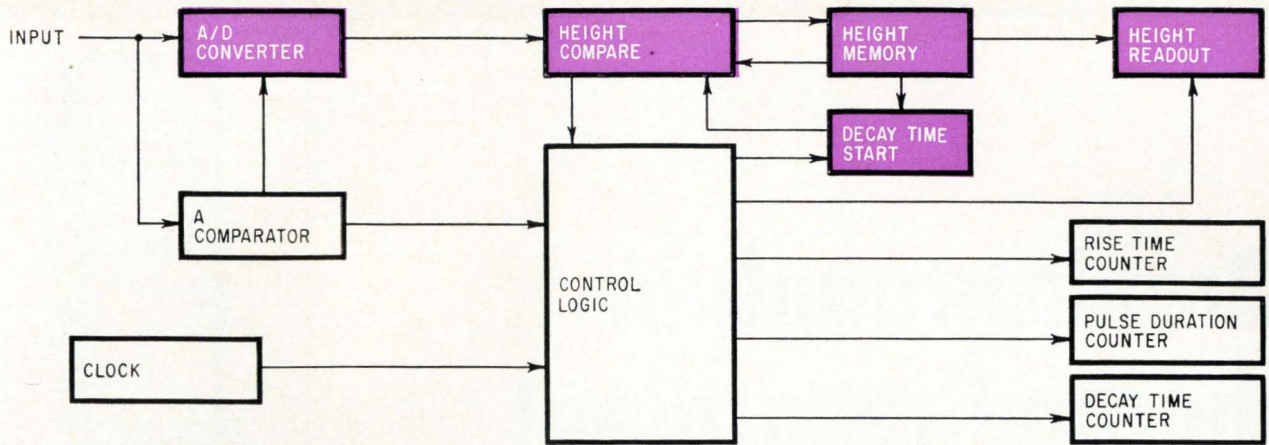 INPUT
A/D
CONVERTER
HEIGHT
COMPARE
HEIGHT
MEMORY
HEIGHT
READOUT
DECAY TIME
START
A
COMPARATOR
CONTROL
LOGIC
CLOCK
RISE TIME
COUNTER
PULSE DURATION
COUNTER
DECAY TIME
COUNTER